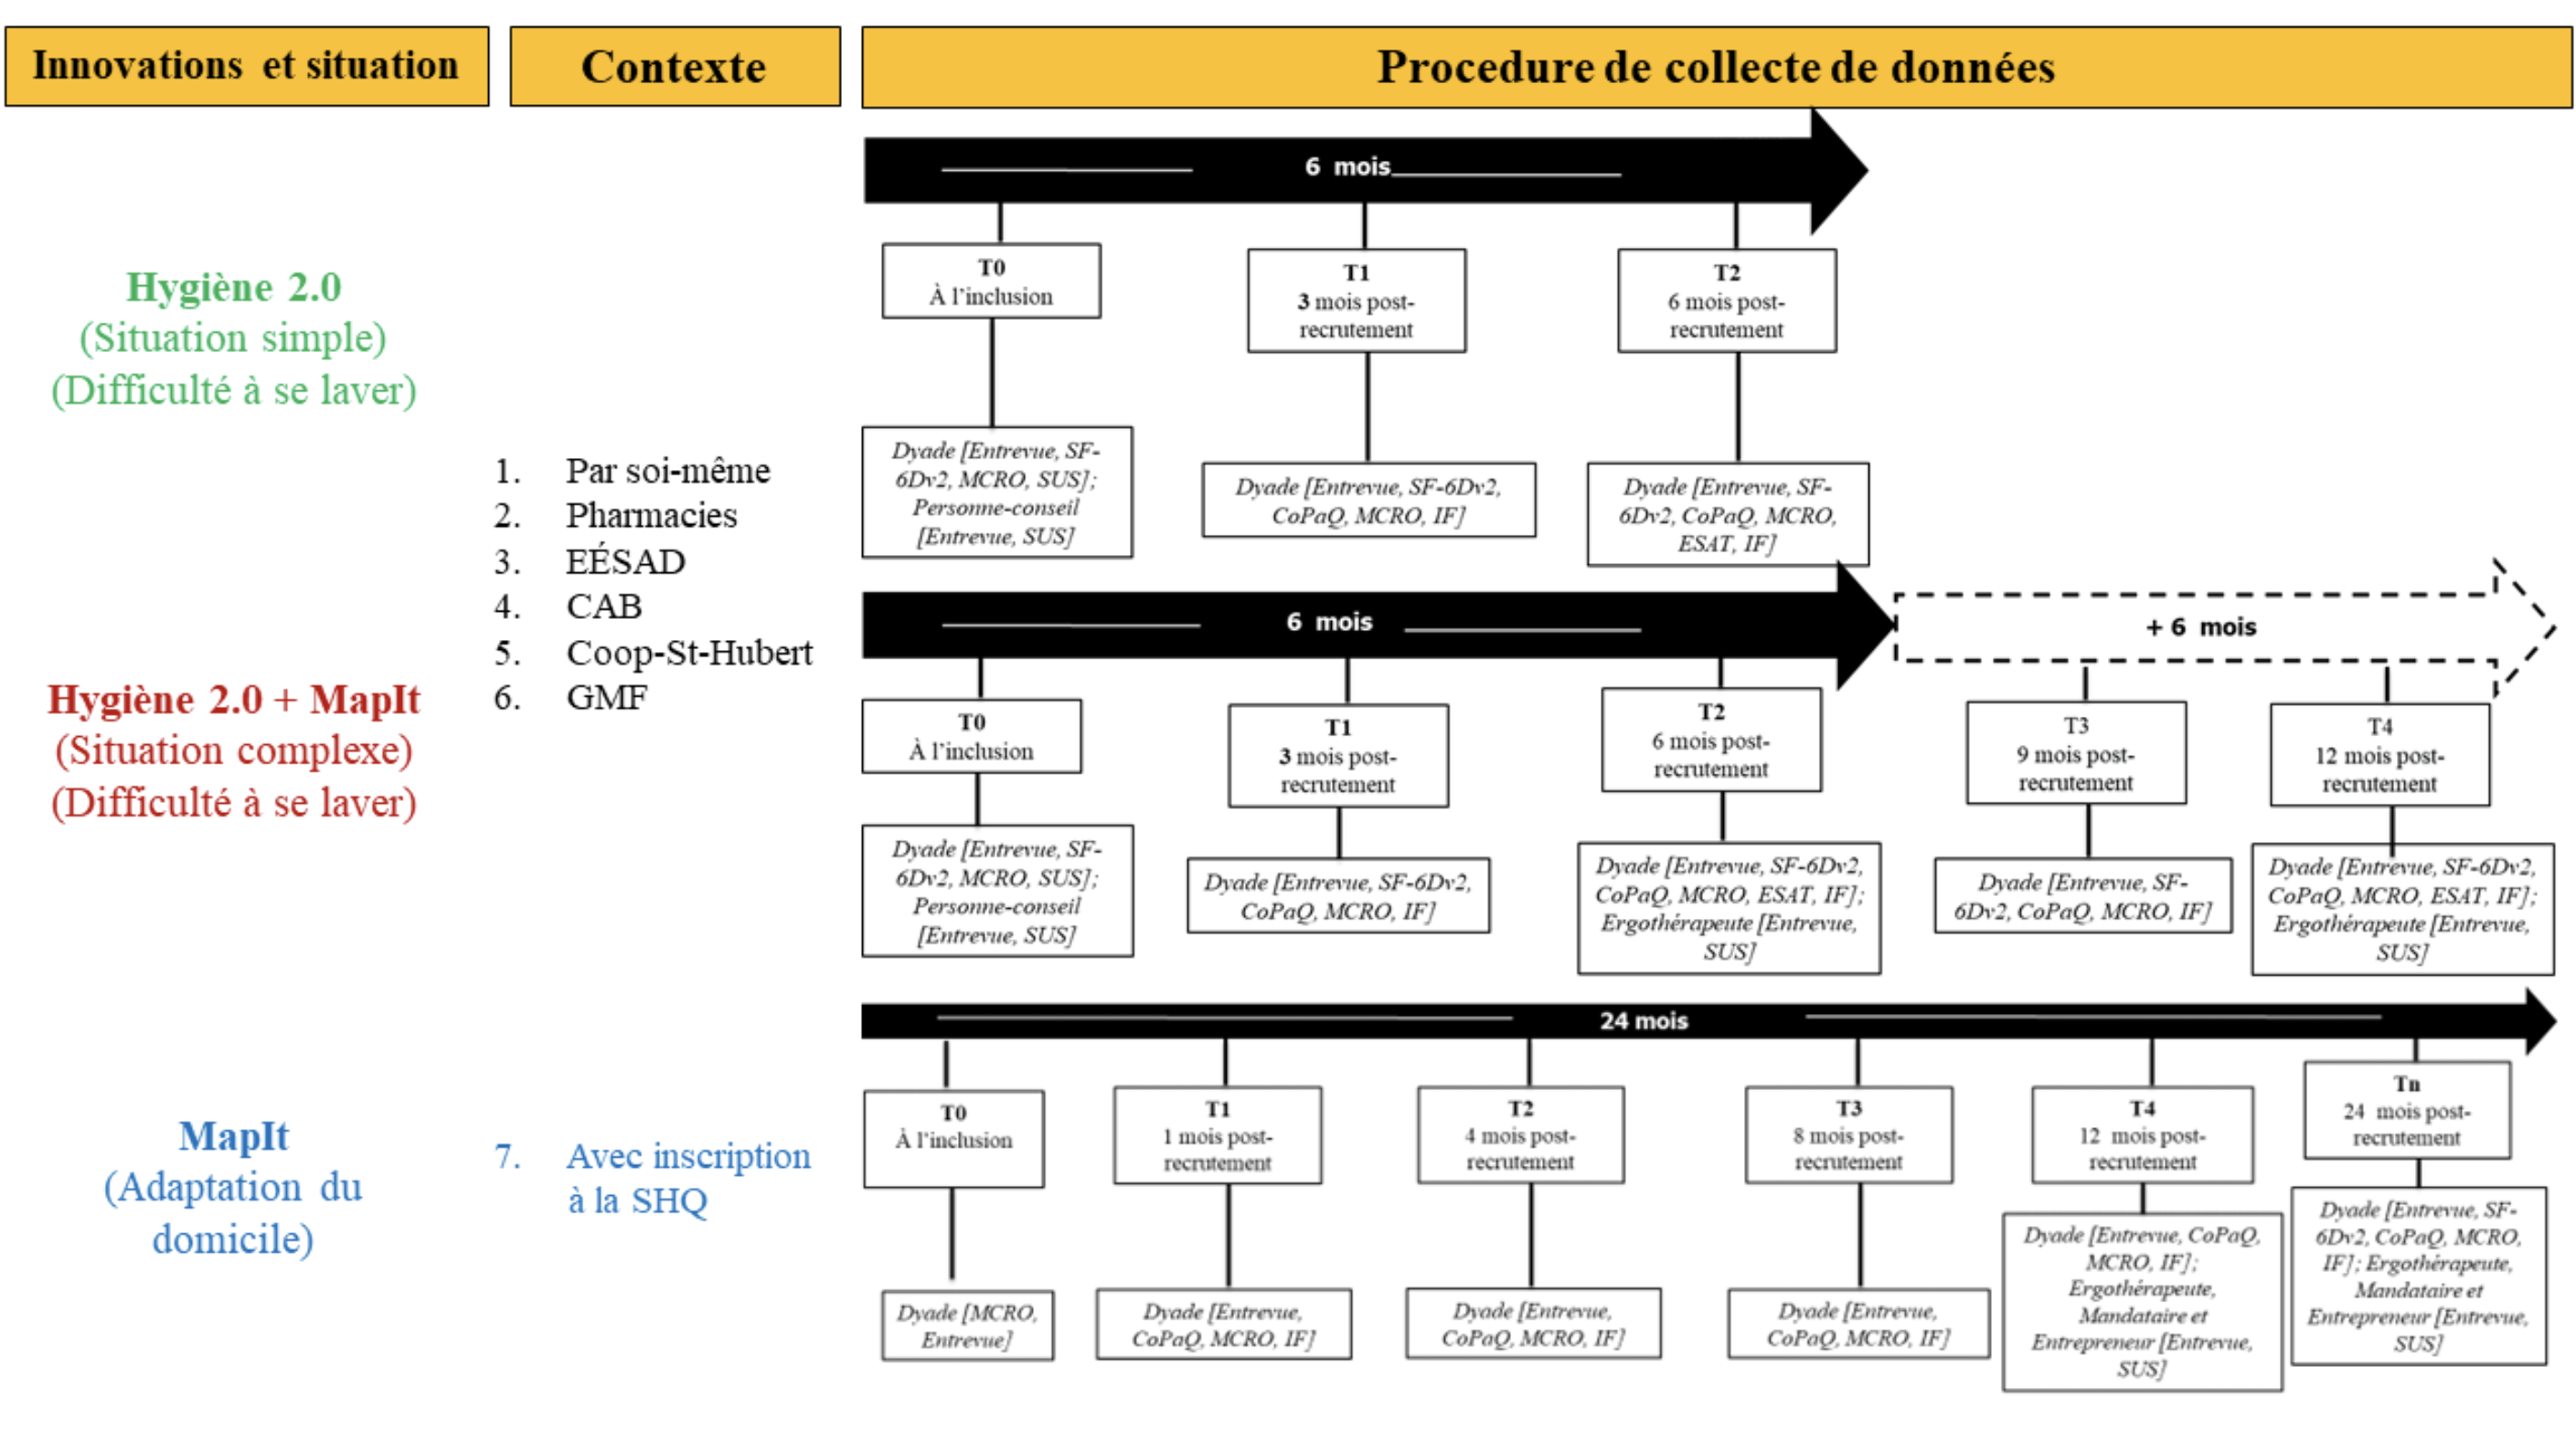 Innovations et situation
Contexte
Procedure de collecte de données
Hygiène 2.0
(Situation simple)
(Difficulté à se laver)
Hygiène 2.0 + MapIt
(Situation complexe)
(Difficulté à se laver)
MapIt
(Adaptation du
domicile)
1. Par soi-même
2. Pharmacies
3. EÉSAD
4. CAB
5. Coop-St-Hubert
6. GMF
7. Avec inscription
à la SHQ
6 mois
T0
À l'inclusion
T1
3 mois post-
recrutement
T2
6 mois post-
recrutement
Dyade [Entrevue, SF-
6Dv2, MCRO, SUS];
Personne-conseil
[Entrevue, SUS]
Dyade [Entrevue, SF-6Dv2,
CoPaQ, MCRO, IF]
Dyade [Entrevue, SF-
6Dv2, CoPaQ, MCRO,
ESAT, IF]
6 mois
+ 6 mois
T0
À l'inclusion
T1
3 mois post-
recrutement
T2
6 mois post-
recrutement
T3
9 mois post-
recrutement
T4
12 mois post-
recrutement
Dyade [Entrevue, SF-
6Dv2, MCRO, SUS];
Personne-conseil
[Entrevue, SUS]
Dyade [Entrevue, SF-6Dv2,
CoPaQ, MCRO, IF]
Dyade [Entrevue, SF-6Dv2,
CoPaQ, MCRO, ESAT, IF];
Ergothérapeute [Entrevue,
SUS]
Dyade [Entrevue, SF-
6Dv2, CoPaQ, MCRO, IF]
Dyade [Entrevue, SF-6Dv2,
CoPaQ, MCRO, ESAT, IF];
Ergothérapeute [Entrevue,
SUS]
24 mois
T0
À l'inclusion
T1
1 mois post-
recrutement
T2
4 mois post-
recrutement
T3
8 mois post-
recrutement
T4
12 mois post-
recrutement
Tn
24 mois post-
recrutement
Dyade [MCRO,
Entrevue]
Dyade [Entrevue,
CoPaQ, MCRO, IF]
Dyade [Entrevue,
CoPaQ, MCRO, IF]
Dyade [Entrevue,
CoPaQ, MCRO, IF]
Dyade [Entrevue, CoPaQ,
MCRO, IF];
Ergothérapeute,
Mandataire et
Entrepreneur [Entrevue,
SUS]
Dyade [Entrevue, SF-
6Dv2, CoPaQ, MCRO,
IF]; Ergothérapeute,
Mandataire et
Entrepreneur [Entrevue,
SUS]